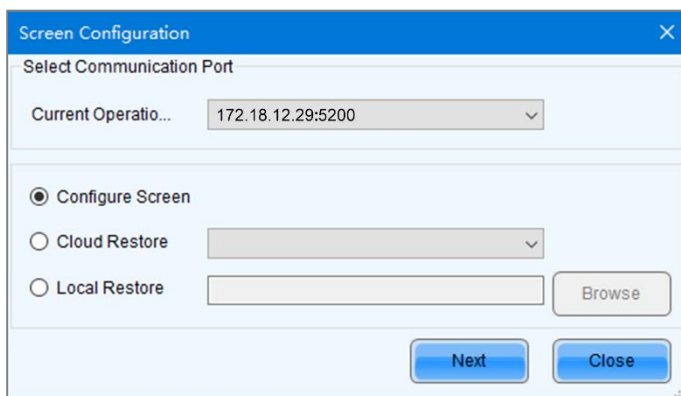 Screen Configuration
Select Communication Port
Current Operatio... 172.18.12.29:5200
Configure Screen
Cloud Restore
Local Restore Browse
Next Close